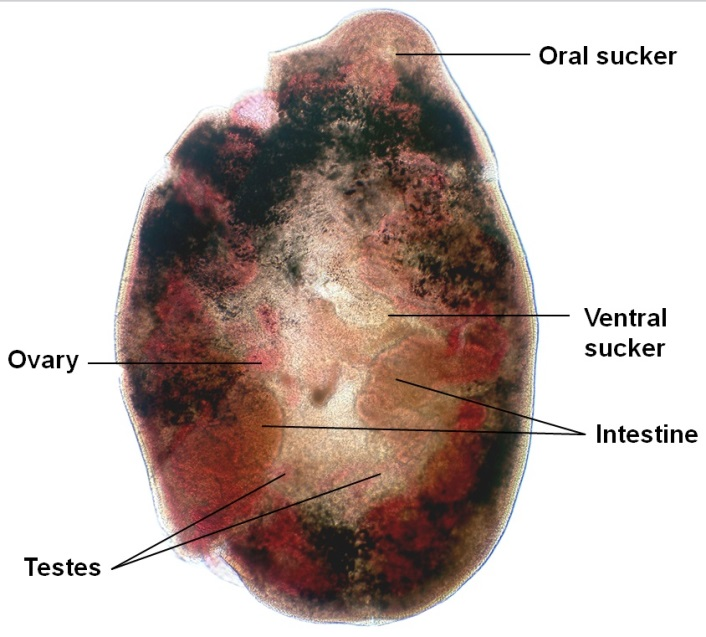 Oral sucker
Ventral
sucker
Ovary
Intestine
Testes